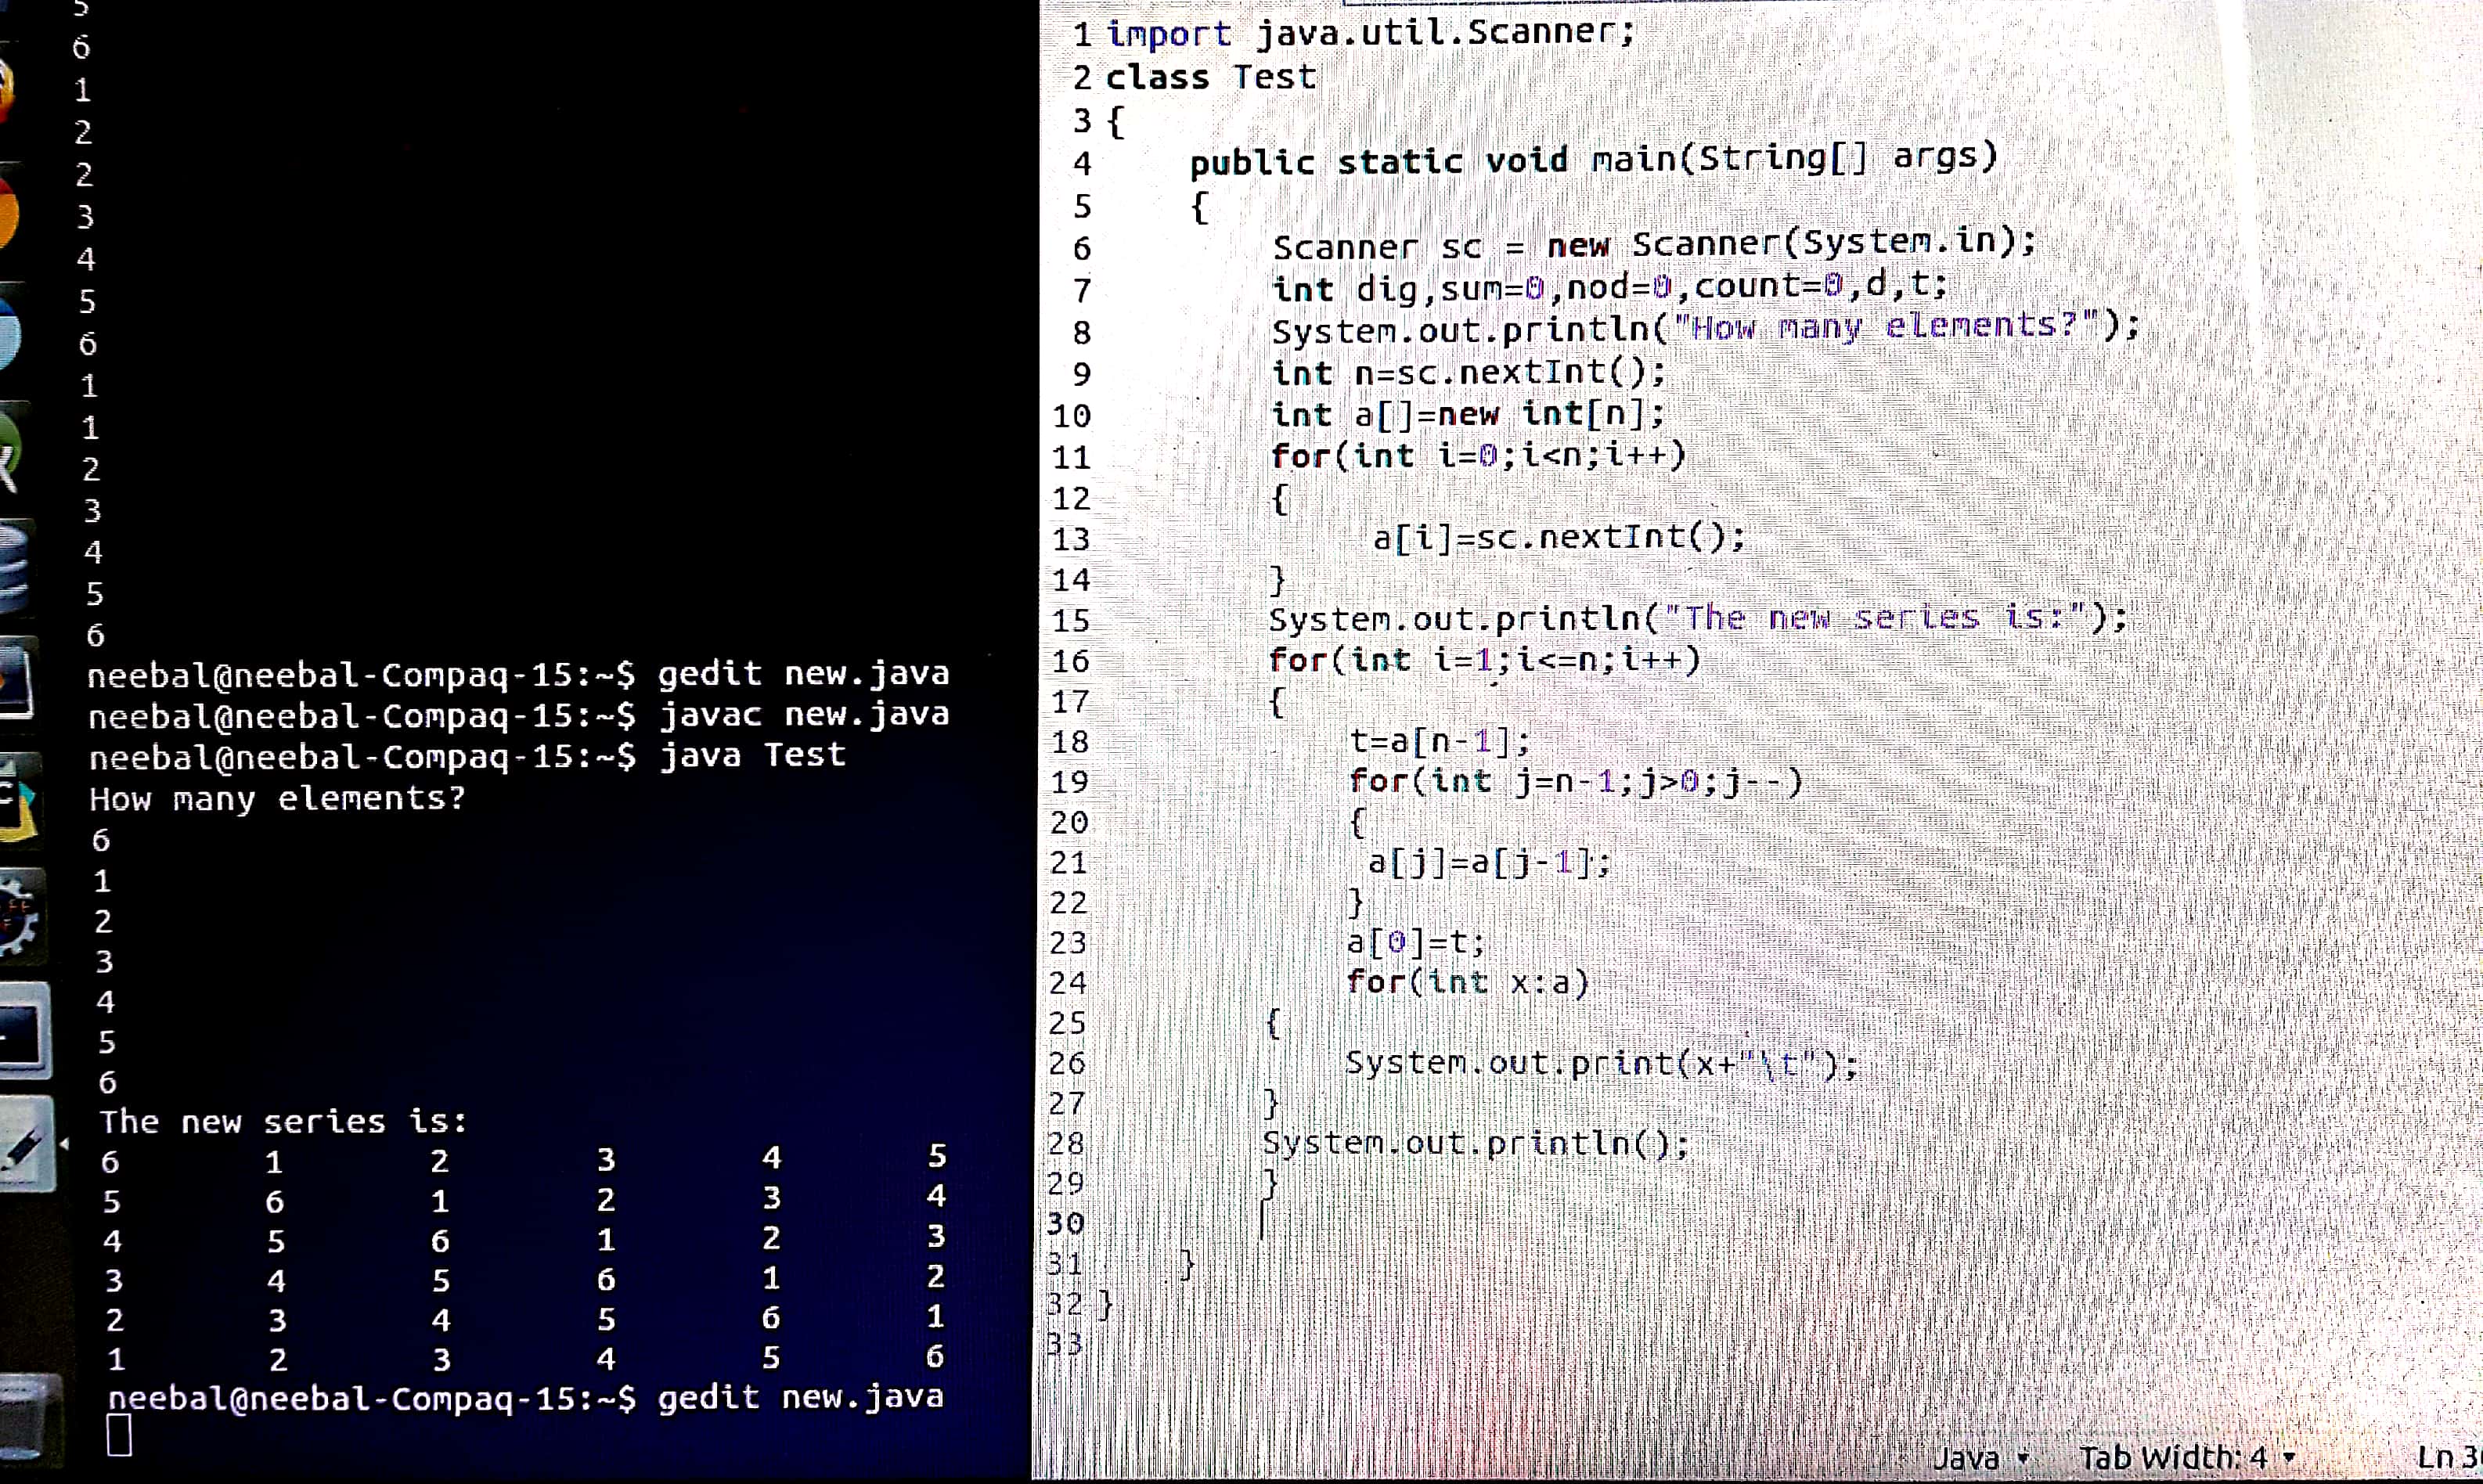 5
6
1
2
2
3
4
5
6
1
1
2
3
4
5
6
neebal@neebal-Compaq-15:~$ gedit new.java
neebal@neebal-Compaq-15:~$ javac new.java
neebal@neebal-Compaq-15:~$ java Test
How many elements?
6
1
2
3
4
5
6
The new series is:
6 1 2 3 4 5
5 6 1 2 3 4
4 5 6 1 2 3
3 4 5 6 1 2
2 3 4 5 6 1
1 2 3 4 5 6
neebal@neebal-Compaq-15:~$ gedit new.java
1 import java.util.Scanner;
2 class Test
3 {
4 public static void main(String[] args)
5 {
6 Scanner sc = new Scanner(System.in);
7 int dig,sum=0,nod=0,count=0,d,t;
8 System.out.println("How many elements?");
9 int n=sc.nextInt();
10 int a[]=new int[n];
11 for(int i=0;i<n;i++)
12 {
13 a[i]=sc.nextInt();
14 }
15 System.out.println("The new series is:");
16 for(int i=1;i<=n;i++)
17 {
18 t=a[n-1];
19 for(int j=n-1;j>0;j--)
20 {
21 a[j]=a[j-1];
22 }
23 a[0]=t;
24 for(int x:a)
25 {
26 System.out.print(x+"\t");
27 }
28 System.out.println();
29 }
30
31 }
32 }
33
Java Tab Width: 4 Ln 3